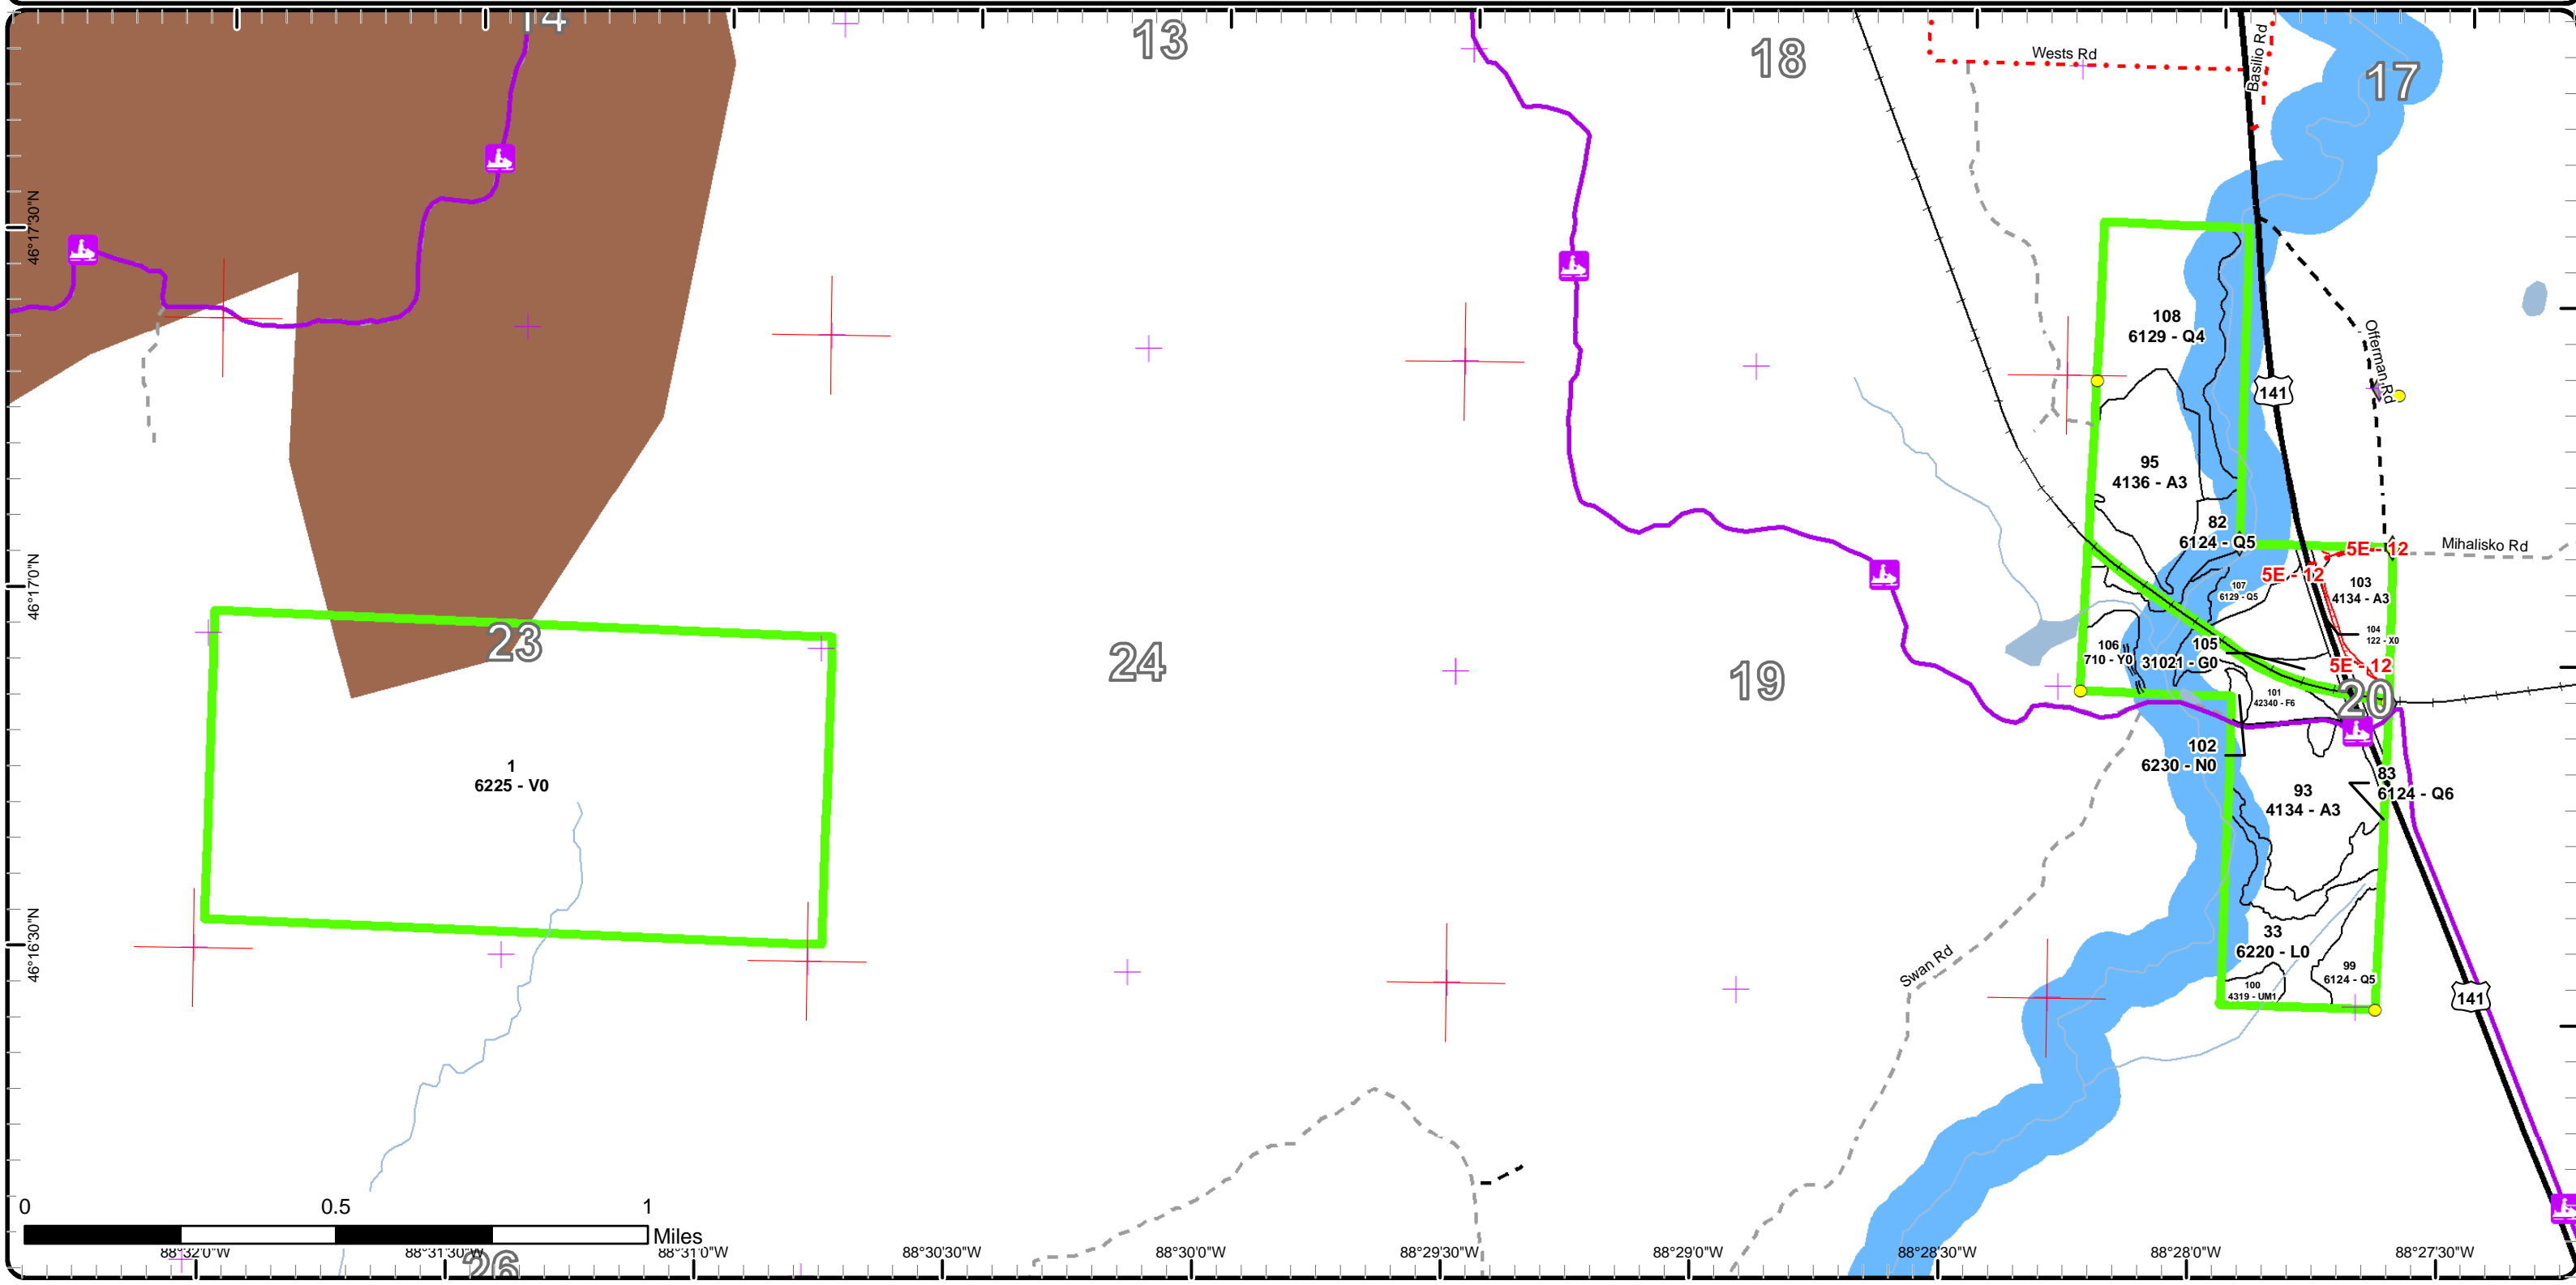 14
13
18
17
Wests Rd
Basilio Rd
46°17'30"N
108
6129 - Q4
Offerman Rd
141
95
4136 - A3
82
6124 - Q5
5E - 12
Mihalisko Rd
5E - 12
46°17'0"N
107
6129 - Q5
103
4134 - A3
104
122 - X0
23
24
19
106
710 - Y0
105
31021 - G0
5E - 12
101
42340 - F6
20
102
6230 - N0
1
6225 - V0
83
6124 - Q6
93
4134 - A3
46°16'30"N
33
6220 - L0
Swan Rd
99
6124 - Q5
100
4319 - UM1
141
0 0.5 1
Miles
88°32'0"W 88°31'30"W 88°31'0"W 88°30'30"W 88°30'0"W 88°29'30"W 88°29'0"W 88°28'30"W 88°28'0"W 88°27'30"W
26